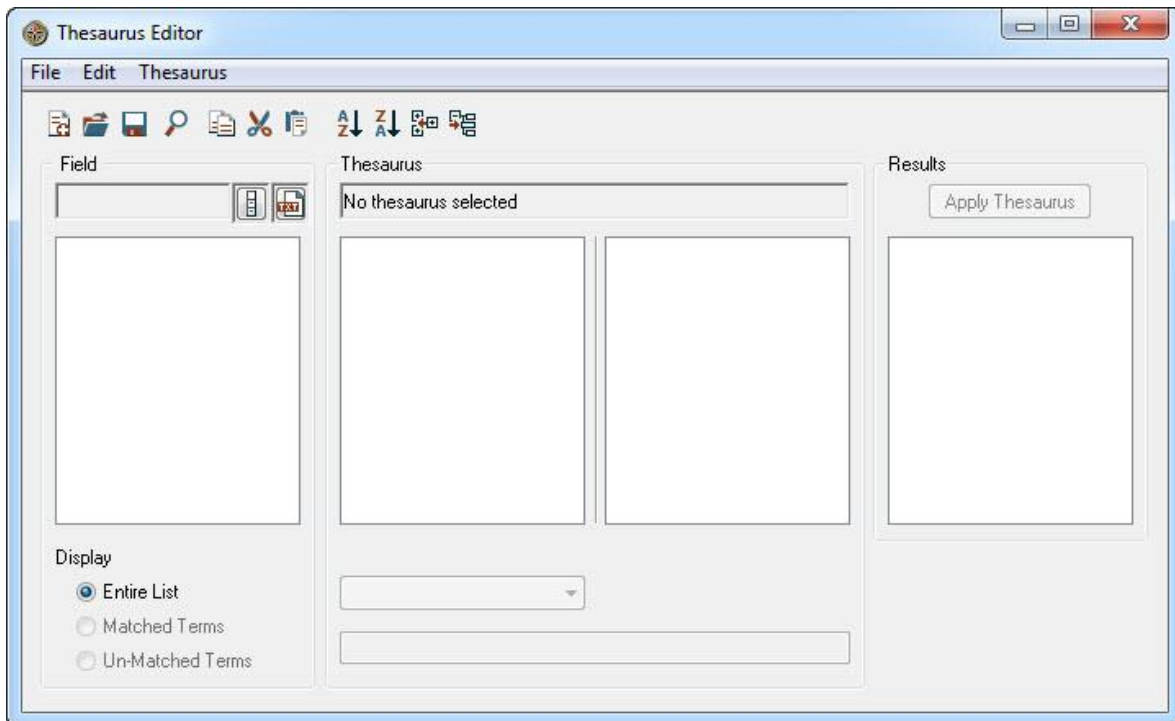 Thesaurus Editor
File Edit Thesaurus
A Z Z A
Field Thesaurus Results
TXT No thesaurus selected Apply Thesaurus
Display
Entire List
Matched Terms
Un-Matched Terms